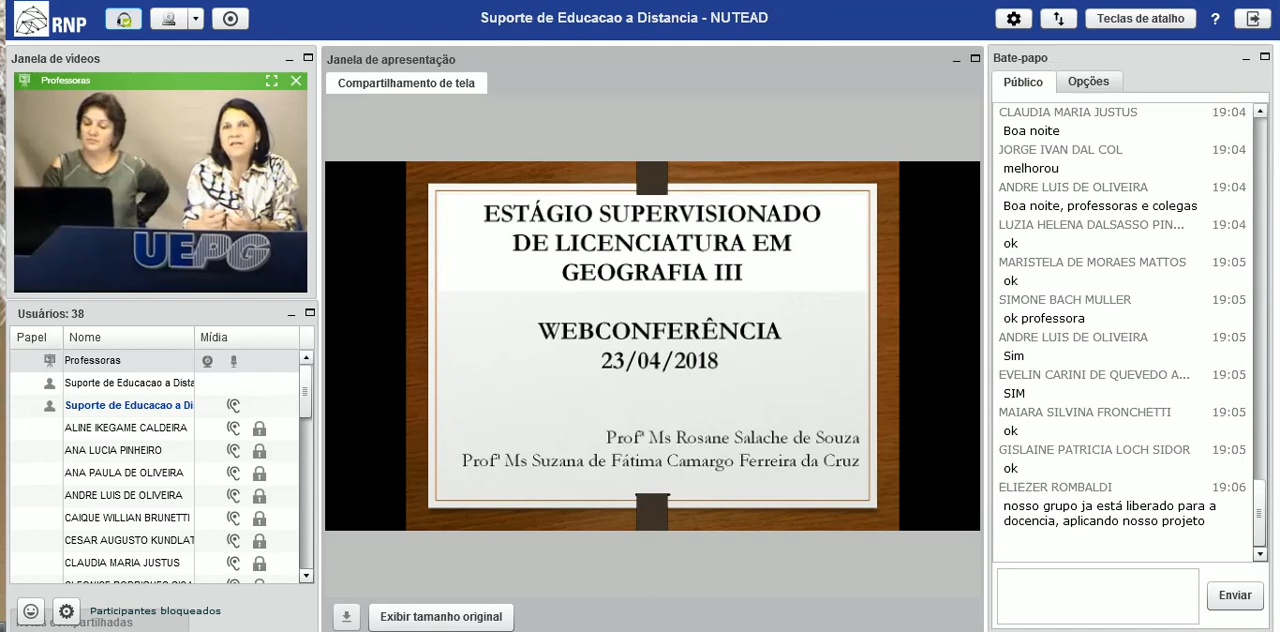 RNP
Suporte de Educacao a Distancia - NUTEAD
Teclas de atalho
?
Janela de vídeos
Professoras
UEPG
Usuários: 38
Papel Nome Mídia
Professoras
Suporte de Educacao a Dista
Suporte de Educacao a Di
ALINE IKEGAME CALDEIRA
ANA LUCIA PINHEIRO
ANA PAULA DE OLIVEIRA
ANDRE LUIS DE OLIVEIRA
CAIQUE WILLIAN BRUNETTI
CESAR AUGUSTO KUNDLAT
CLAUDIA MARIA JUSTUS
Participantes bloqueados
Notas compartilhadas
Janela de apresentação
Compartilhamento de tela
ESTÁGIO SUPERVISIONADO
DE LICENCIATURA EM
GEOGRAFIA III
WEBCONFERÊNCIA
23/04/2018
Profª Ms Rosane Salache de Souza
Profª Ms Suzana de Fátima Camargo Ferreira da Cruz
Exibir tamanho original
Bate-papo
Público Opções
CLAUDIA MARIA JUSTUS 19:04
Boa noite
JORGE IVAN DAL COL 19:04
melhorou
ANDRE LUIS DE OLIVEIRA 19:04
Boa noite, professoras e colegas
LUZIA HELENA DALSASSO PIN... 19:04
ok
MARISTELA DE MORAES MATTOS 19:05
ok
SIMONE BACH MULLER 19:05
ok professora
ANDRE LUIS DE OLIVEIRA 19:05
Sim
EVELIN CARINI DE QUEVEDO A... 19:05
SIM
MAIARA SILVINA FRONCHETTI 19:05
ok
GISLAINE PATRICIA LOCH SIDOR 19:05
ok
ELIEZER ROMBALDI 19:06
nosso grupo ja está liberado para a
docencia, aplicando nosso projeto
Enviar